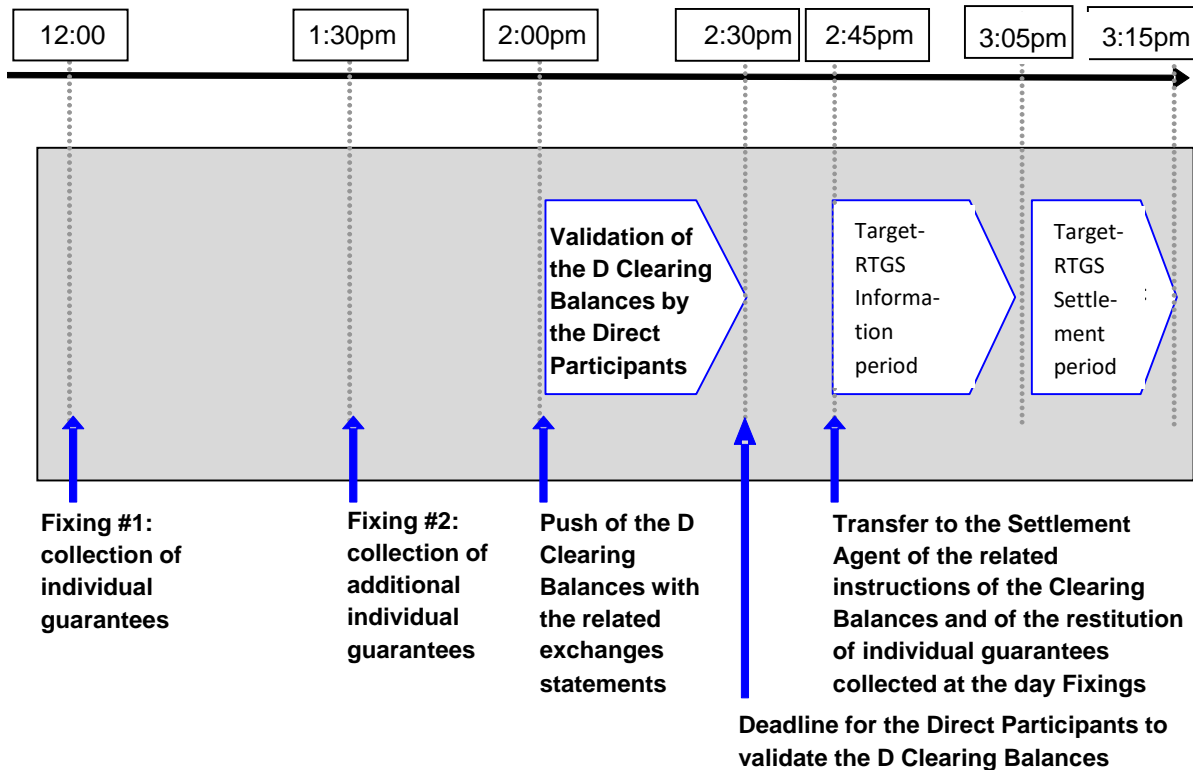 12:00
1:30pm
2:00pm
2:30pm
2:45pm
3:05pm
3:15pm
Validation of
the D Clearing
Balances by
the Direct
Participants
Target-
RTGS
Informa-
tion
period
Target-
RTGS
Settle-
ment
period
Fixing #1:
collection of
individual
guarantees
Fixing #2:
collection of
additional
individual
guarantees
Push of the D
Clearing
Balances with
the related
exchanges
statements
Transfer to the Settlement
Agent of the related
instructions of the Clearing
Balances and of the restitution
of individual guarantees
collected at the day Fixings
Deadline for the Direct Participants to
validate the D Clearing Balances